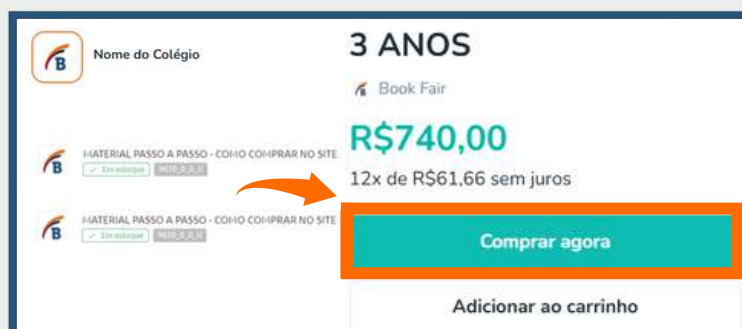 Nome do Colégio
MATERIAL PASSO A PASSO - COMO COMPRAR NO SITE
Em estoque
MATERIAL PASSO A PASSO - COMO COMPRAR NO SITE
Em estoque
3 ANOS
Book Fair
R$740,00
12x de R$61,66 sem juros
Comprar agora
Adicionar ao carrinho